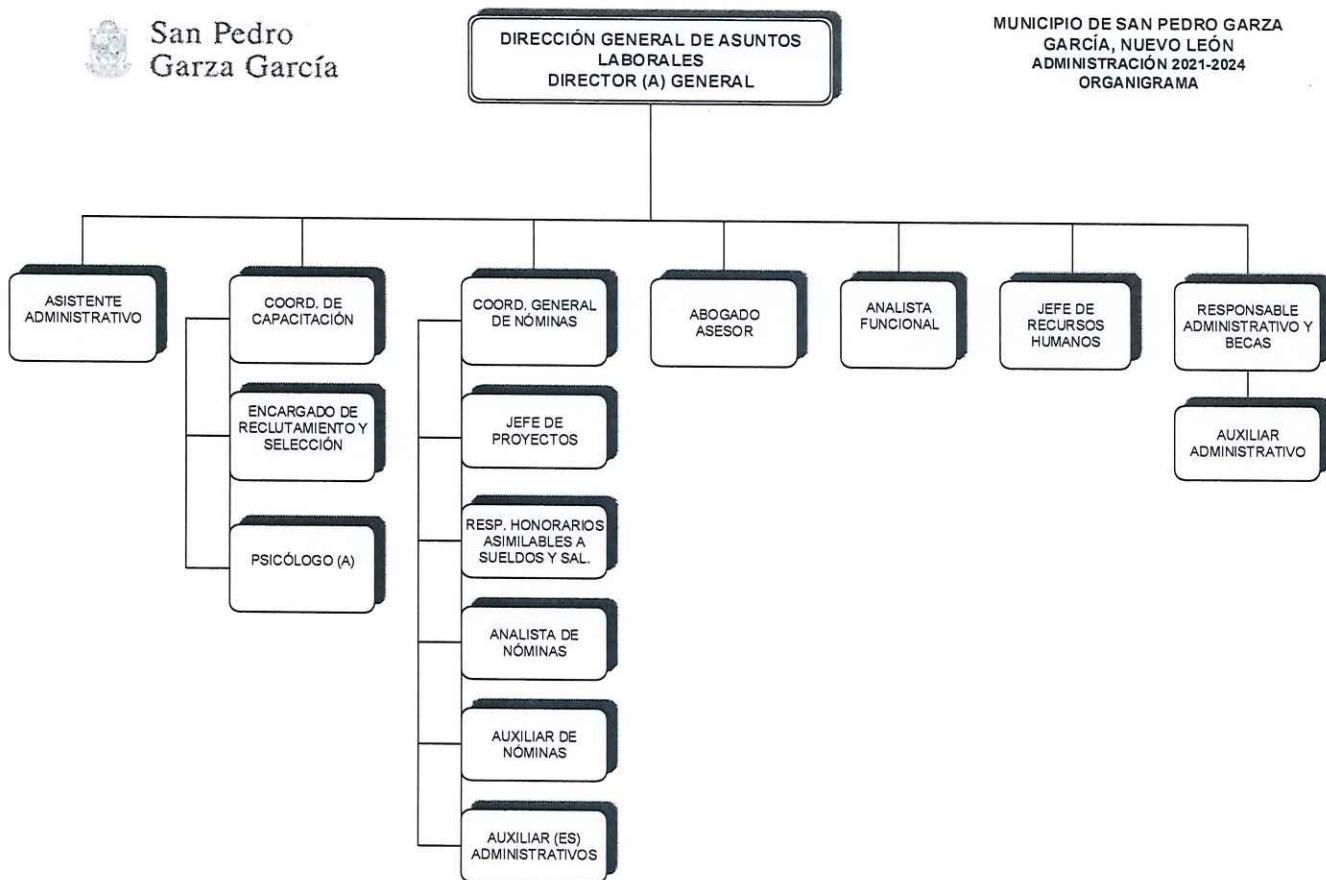 San Pedro
Garza García
DIRECCIÓN GENERAL DE ASUNTOS
LABORALES
DIRECTOR (A) GENERAL
MUNICIPIO DE SAN PEDRO GARZA
GARCÍA, NUEVO LEÓN
ADMINISTRACIÓN 2021-2024
ORGANIGRAMA
ASISTENTE
ADMINISTRATIVO
COORD. DE
CAPACITACIÓN
ENCARGADO DE
RECLUTAMIENTO Y
SELECCIÓN
PSICÓLOGO (A)
COORD. GENERAL
DE NÓMINAS
JEFE DE
PROYECTOS
RESP. HONORARIOS
ASIMILABLES A
SUELDOS Y SAL.
ANALISTA DE
NÓMINAS
AUXILIAR DE
NÓMINAS
AUXILIAR (ES)
ADMINISTRATIVOS
ABOGADO
ASESOR
ANALISTA
FUNCIONAL
JEFE DE
RECURSOS
HUMANOS
RESPONSABLE
ADMINISTRATIVO Y
BECAS
AUXILIAR
ADMINISTRATIVO